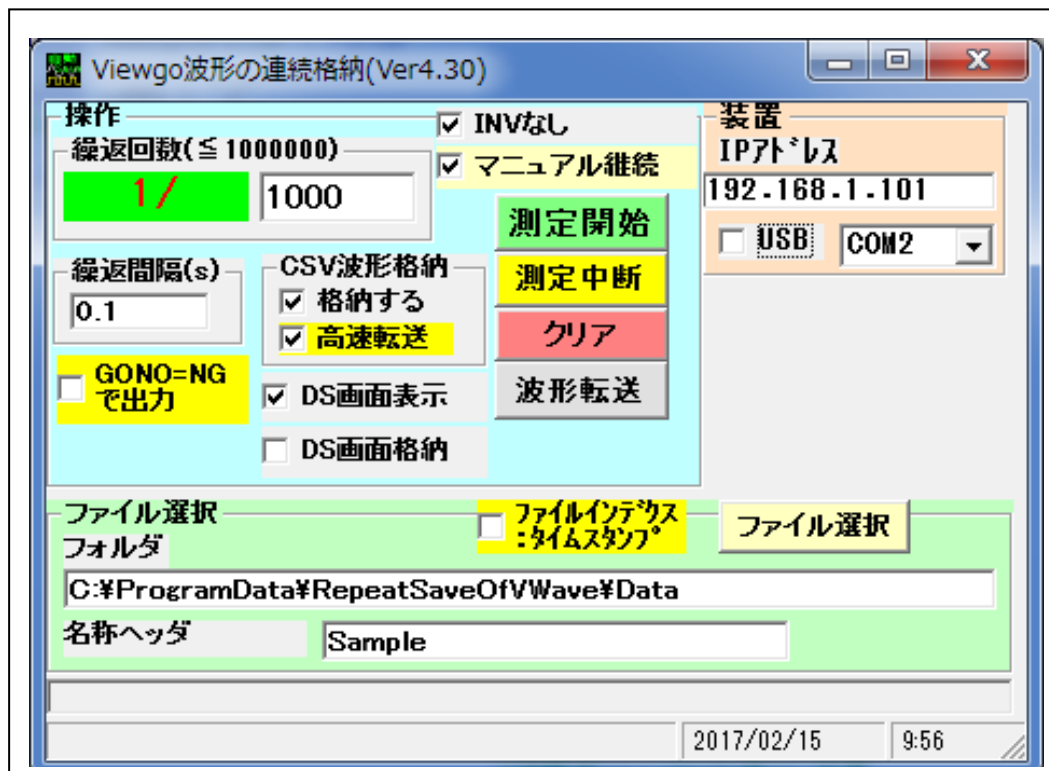 Viewgo波形の連続格納(Ver4.30)
操作
繰返回数(≦1000000)
1/
1000
INVなし
マニュアル継続
測定開始
測定中断
クリア
波形転送
繰返間隔(s)
0.1
CSV波形格納
格納する
高速転送
GONO=NG
で出力
DS画面表示
DS画面格納
装置
IPアドレス
192.168.1.101
USB
COM2
ファイル選択
ファイルインデクス
:タイムスタンプ
ファイル選択
フォルダ
C:¥ProgramData¥RepeatSaveOfVWave¥Data
名称ヘッダ
Sample
2017/02/15
9:56